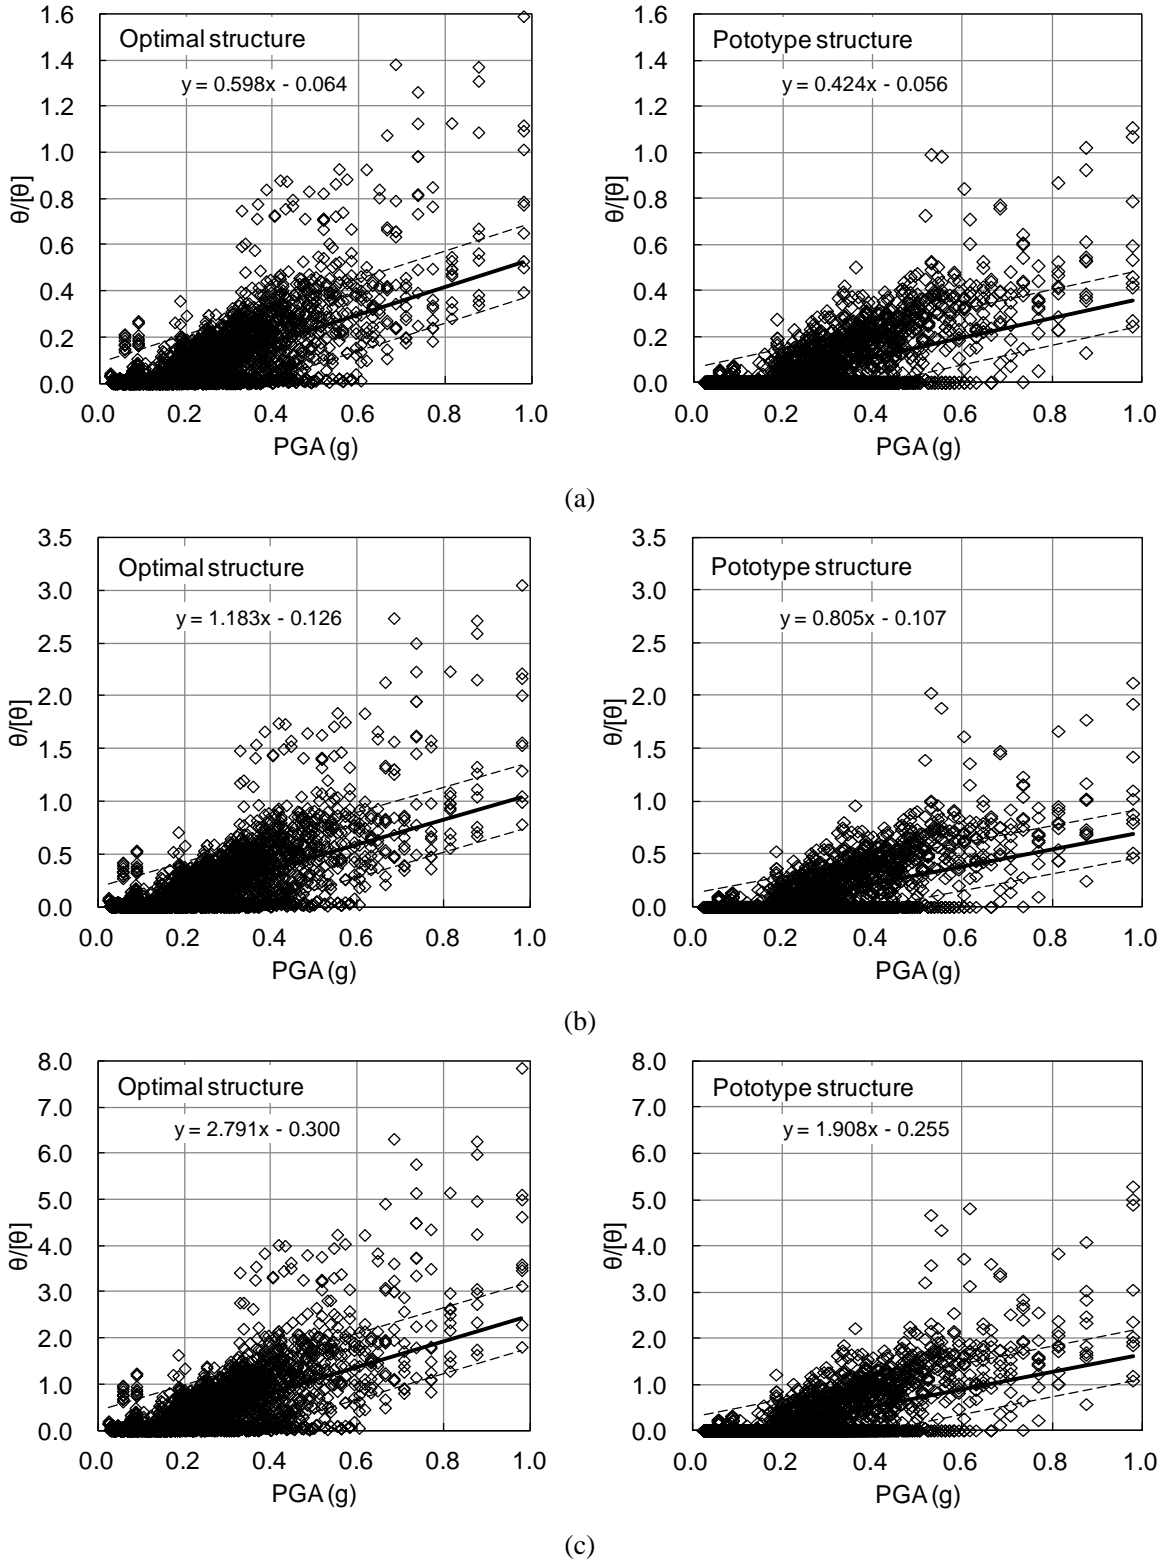 Optimal structure
y = 0.598x - 0.064
1.6
1.4
1.2
1.0
0.8
0.6
0.4
0.2
0.0
θ/[θ]
0.0 0.2 0.4 0.6 0.8 1.0
PGA (g)
Pototype structure
y = 0.424x - 0.056
1.6
1.4
1.2
1.0
0.8
0.6
0.4
0.2
0.0
θ/[θ]
0.0 0.2 0.4 0.6 0.8 1.0
PGA (g)
(a)
Optimal structure
y = 1.183x - 0.126
3.5
3.0
2.5
2.0
1.5
1.0
0.5
0.0
θ/[θ]
0.0 0.2 0.4 0.6 0.8 1.0
PGA (g)
Pototype structure
y = 0.805x - 0.107
3.5
3.0
2.5
2.0
1.5
1.0
0.5
0.0
θ/[θ]
0.0 0.2 0.4 0.6 0.8 1.0
PGA (g)
(b)
Optimal structure
y = 2.791x - 0.300
8.0
7.0
6.0
5.0
4.0
3.0
2.0
1.0
0.0
θ/[θ]
0.0 0.2 0.4 0.6 0.8 1.0
PGA (g)
Pototype structure
y = 1.908x - 0.255
8.0
7.0
6.0
5.0
4.0
3.0
2.0
1.0
0.0
θ/[θ]
0.0 0.2 0.4 0.6 0.8 1.0
PGA (g)
(c)